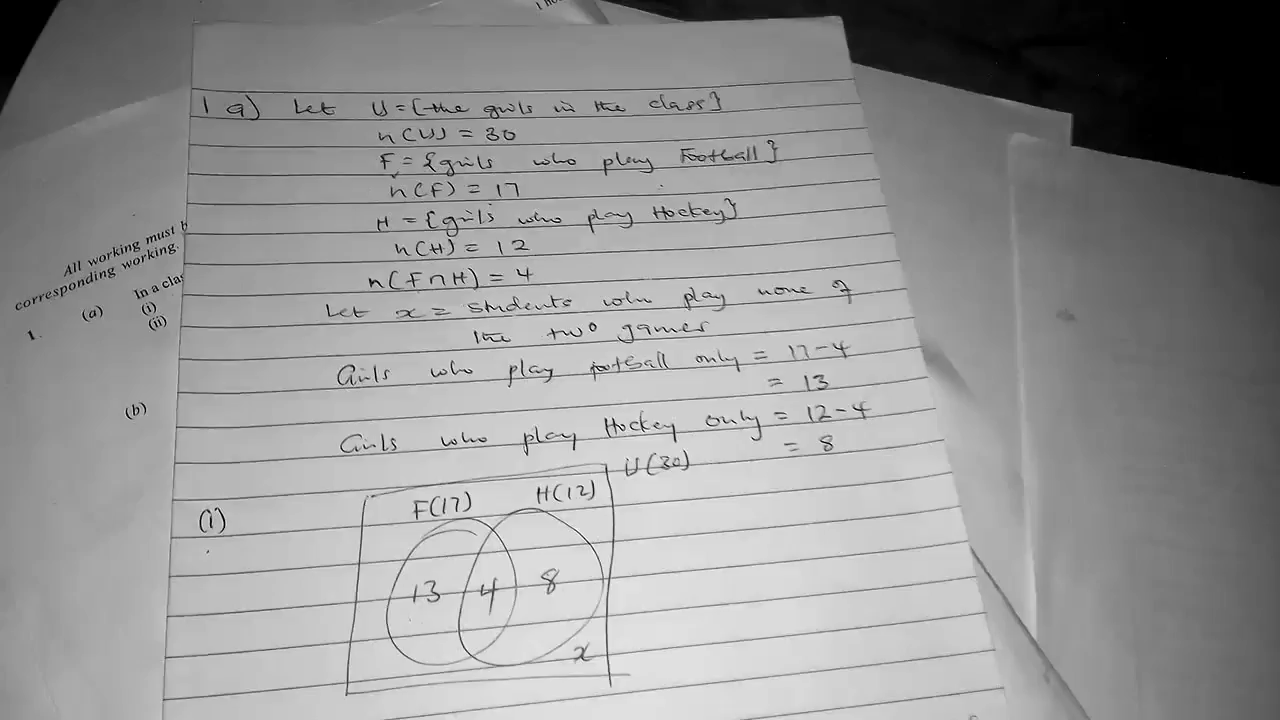 1 h
1 a) Let U = {the girls in the class}
n(U) = 30
F = {girls who play Football}
n(F) = 17
H = {girls who play Hockey}
n(H) = 12
n(F∩H) = 4
Let x = students who play none of
the two games
Girls who play football only = 17-4
= 13
Girls who play Hockey only = 12-4
= 8
(i)
U(30)
F(17) H(12)
13 4 8
x
All working must b
corresponding working.
1. (a) In a clas
(i)
(ii)
(b)